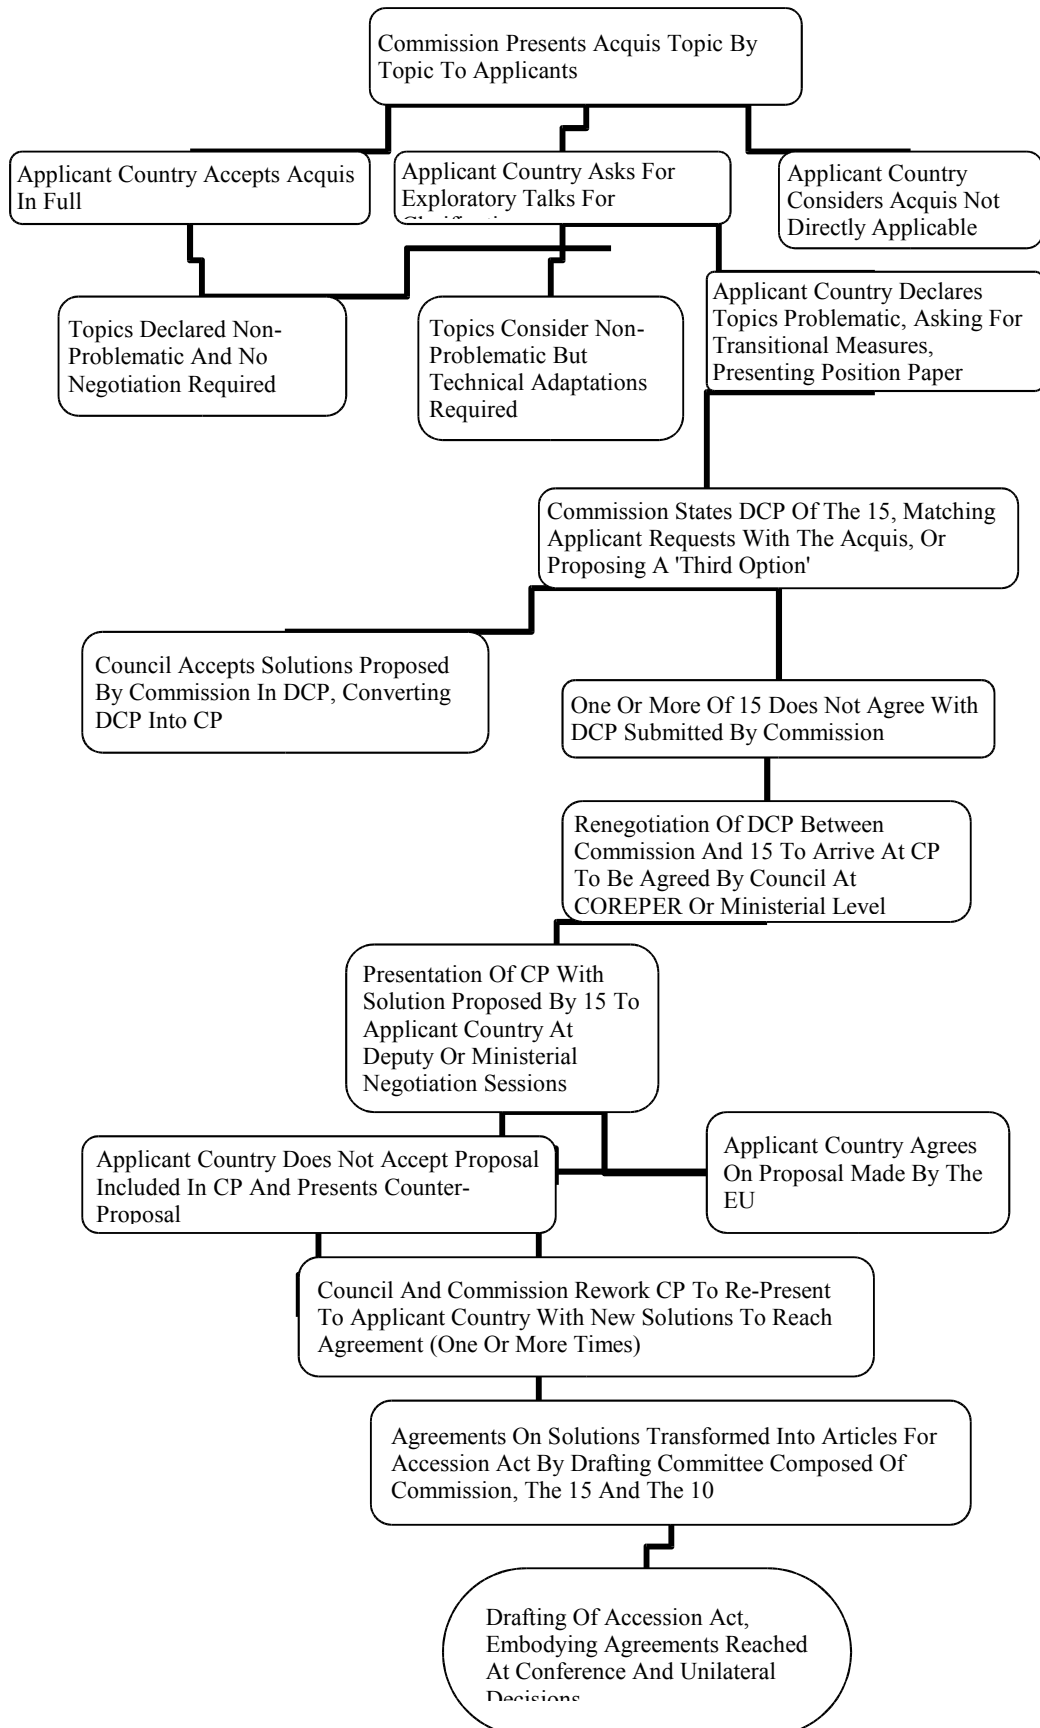 Commission Presents Acquis Topic By
Topic To Applicants
Applicant Country Accepts Acquis
In Full
Applicant Country Asks For
Exploratory Talks For
Applicant Country
Considers Acquis Not
Directly Applicable
Topics Declared Non-
Problematic And No
Negotiation Required
Topics Consider Non-
Problematic But
Technical Adaptations
Required
Applicant Country Declares
Topics Problematic, Asking For
Transitional Measures,
Presenting Position Paper
Commission States DCP Of The 15, Matching
Applicant Requests With The Acquis, Or
Proposing A 'Third Option'
Council Accepts Solutions Proposed
By Commission In DCP, Converting
DCP Into CP
One Or More Of 15 Does Not Agree With
DCP Submitted By Commission
Renegotiation Of DCP Between
Commission And 15 To Arrive At CP
To Be Agreed By Council At
COREPER Or Ministerial Level
Presentation Of CP With
Solution Proposed By 15 To
Applicant Country At
Deputy Or Ministerial
Negotiation Sessions
Applicant Country Does Not Accept Proposal
Included In CP And Presents Counter-
Proposal
Applicant Country Agrees
On Proposal Made By The
EU
Council And Commission Rework CP To Re-Present
To Applicant Country With New Solutions To Reach
Agreement (One Or More Times)
Agreements On Solutions Transformed Into Articles For
Accession Act By Drafting Committee Composed Of
Commission, The 15 And The 10
Drafting Of Accession Act,
Embodying Agreements Reached
At Conference And Unilateral
Decisions